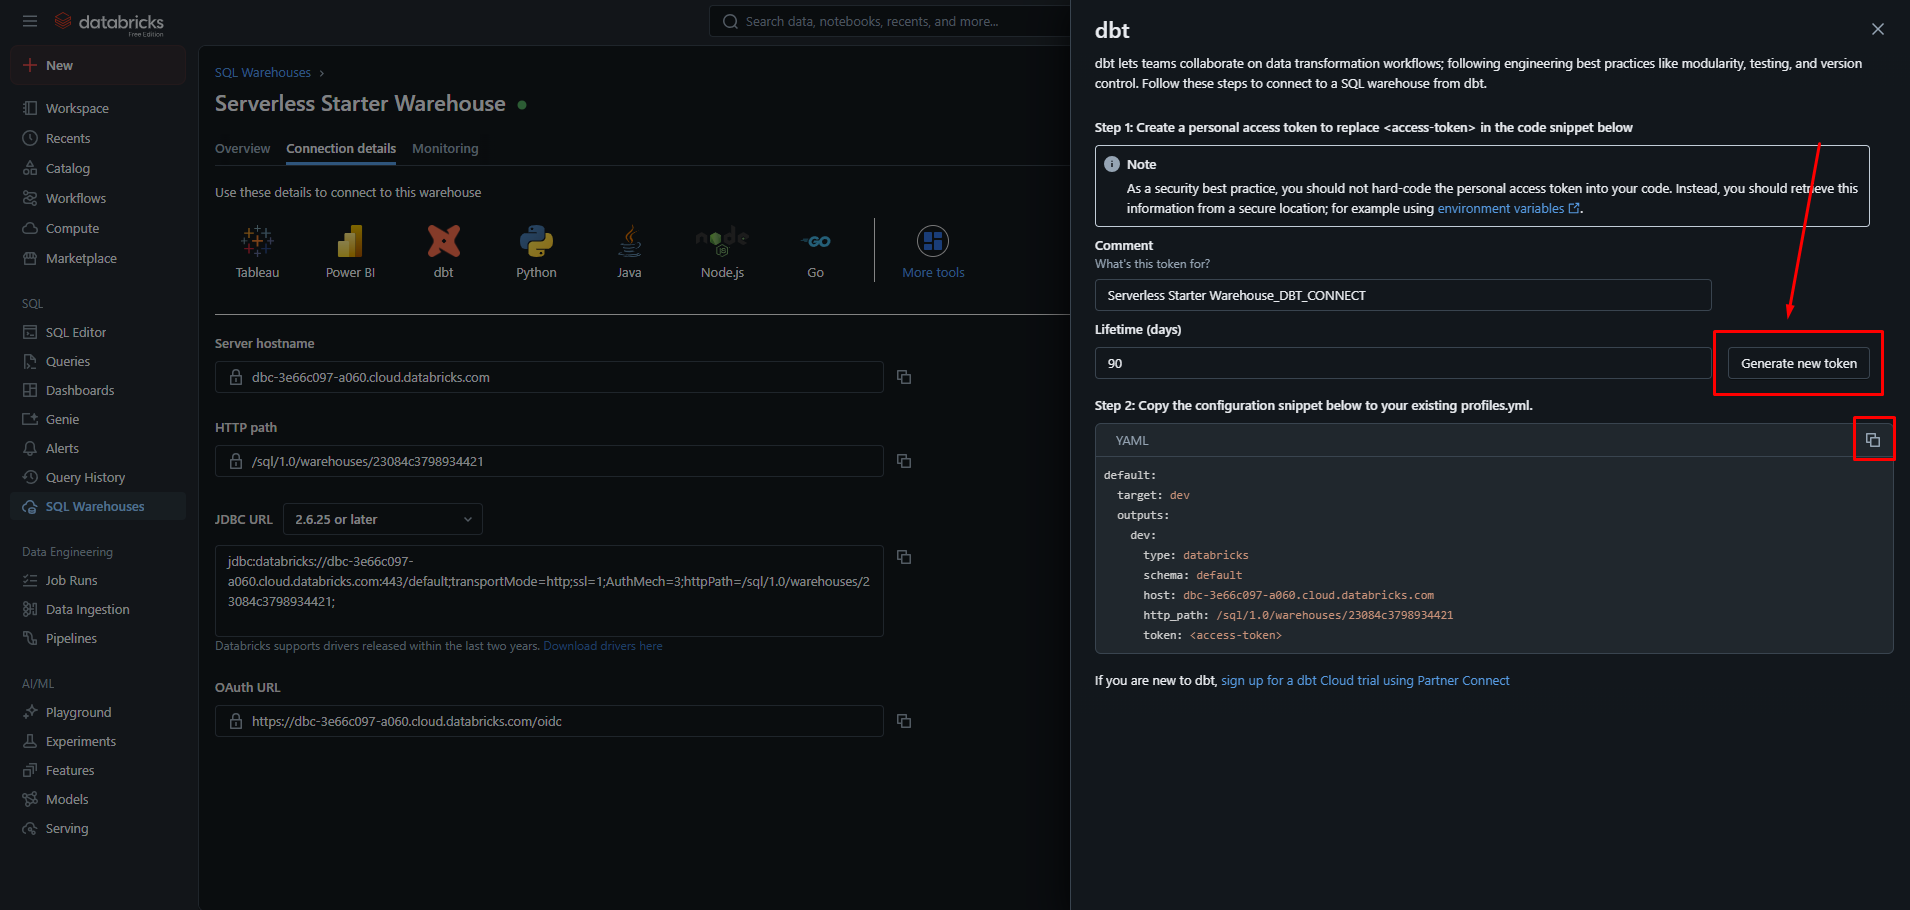 databricks
Free Edition
Search data, notebooks, recents, and more...
New
Workspace
Recents
Catalog
Workflows
Compute
Marketplace
SQL
SQL Editor
Queries
Dashboards
Genie
Alerts
Query History
SQL Warehouses
Data Engineering
Job Runs
Data Ingestion
Pipelines
AI/ML
Playground
Experiments
Features
Models
Serving
SQL Warehouses
Serverless Starter Warehouse
Overview Connection details Monitoring
Use these details to connect to this warehouse
Tableau Power BI dbt Python Java Node.js Go More tools
Server hostname
dbc-3e66c097-a060.cloud.databricks.com
HTTP path
/sql/1.0/warehouses/23084c3798934421
JDBC URL 2.6.25 or later
jdbc:databricks://dbc-3e66c097-
a060.cloud.databricks.com:443/default;transportMode=http;ssl=1;AuthMech=3;httpPath=/sql/1.0/warehouses/2
3084c3798934421;
Databricks supports drivers released within the last two years. Download drivers here
OAuth URL
https://dbc-3e66c097-a060.cloud.databricks.com/oidc
dbt
dbt lets teams collaborate on data transformation workflows; following engineering best practices like modularity, testing, and version
control. Follow these steps to connect to a SQL warehouse from dbt.
Step 1: Create a personal access token to replace <access-token> in the code snippet below
Note
As a security best practice, you should not hard-code the personal access token into your code. Instead, you should retrieve this
information from a secure location; for example using environment variables.
Comment
What's this token for?
Serverless Starter Warehouse_DBT_CONNECT
Lifetime (days)
90
Generate new token
Step 2: Copy the configuration snippet below to your existing profiles.yml.
YAML
default:
target: dev
outputs:
dev:
type: databricks
schema: default
host: dbc-3e66c097-a060.cloud.databricks.com
http_path: /sql/1.0/warehouses/23084c3798934421
token: <access-token>
If you are new to dbt, sign up for a dbt Cloud trial using Partner Connect